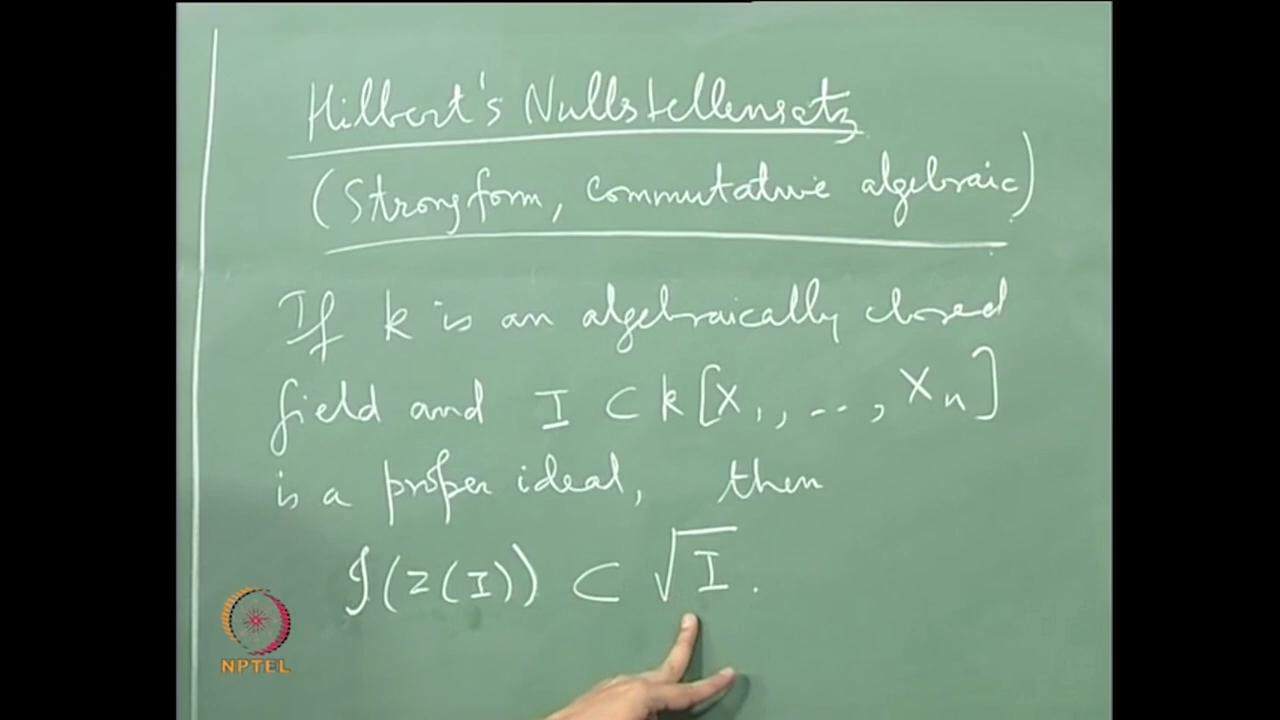 Hilbert's Nullstellensatz
(Strong form, commutative algebraic)
If k is an algebraically closed
field and I ⊂ k[X₁, ..., Xₙ]
is a proper ideal, then
𝓘(Z(I)) ⊂ √I.
NPTEL